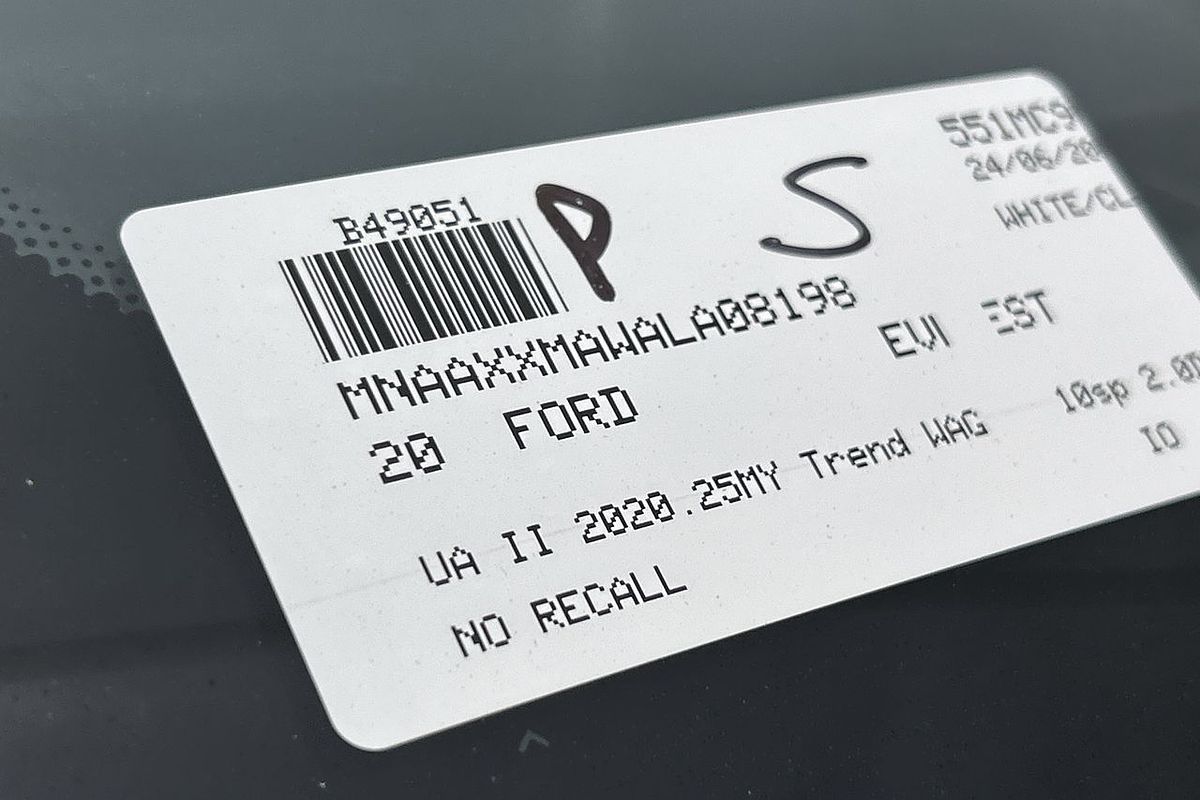 B49051
P
S
551MC9
24/06/20
WHITE/CL
MNAAXXMAWALA08198
EVI EST
20 FORD
UA II 2020.25MY Trend WAG 10sp 2.0D
IO
NO RECALL